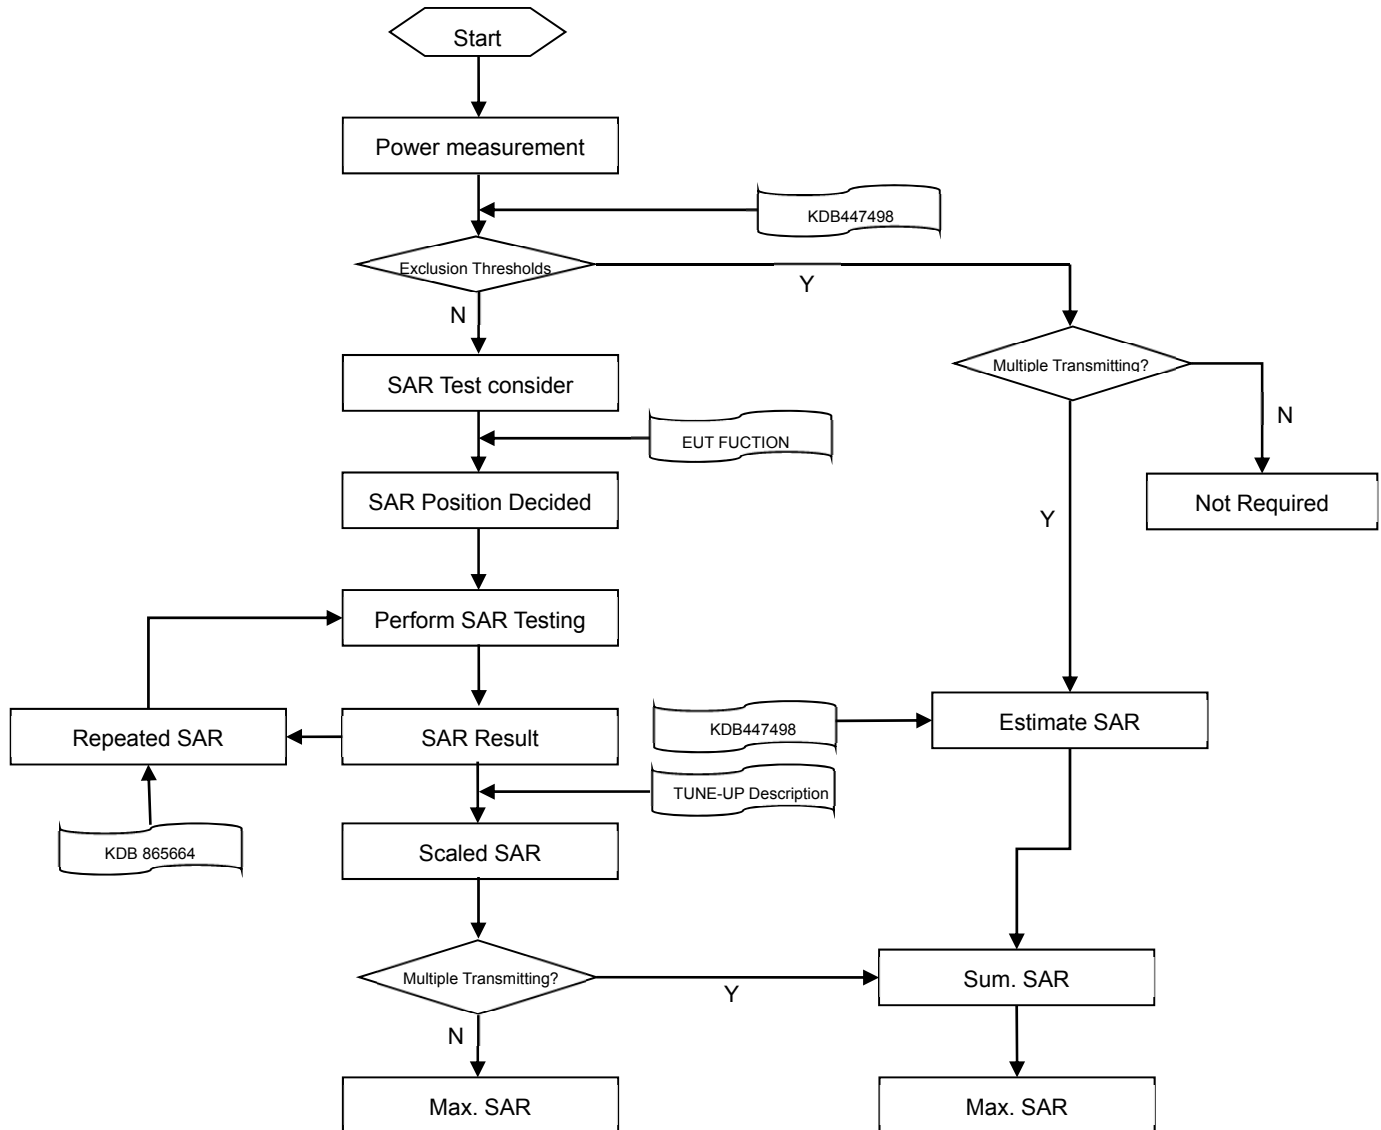 Start
Power measurement
KDB447498
Exclusion Thresholds
Y
N
Multiple Transmitting?
SAR Test consider
N
EUT FUCTION
SAR Position Decided
Not Required
Y
Perform SAR Testing
Repeated SAR
SAR Result
KDB447498
Estimate SAR
TUNE-UP Description
KDB 865664
Scaled SAR
Multiple Transmitting?
Y
Sum. SAR
N
Max. SAR
Max. SAR